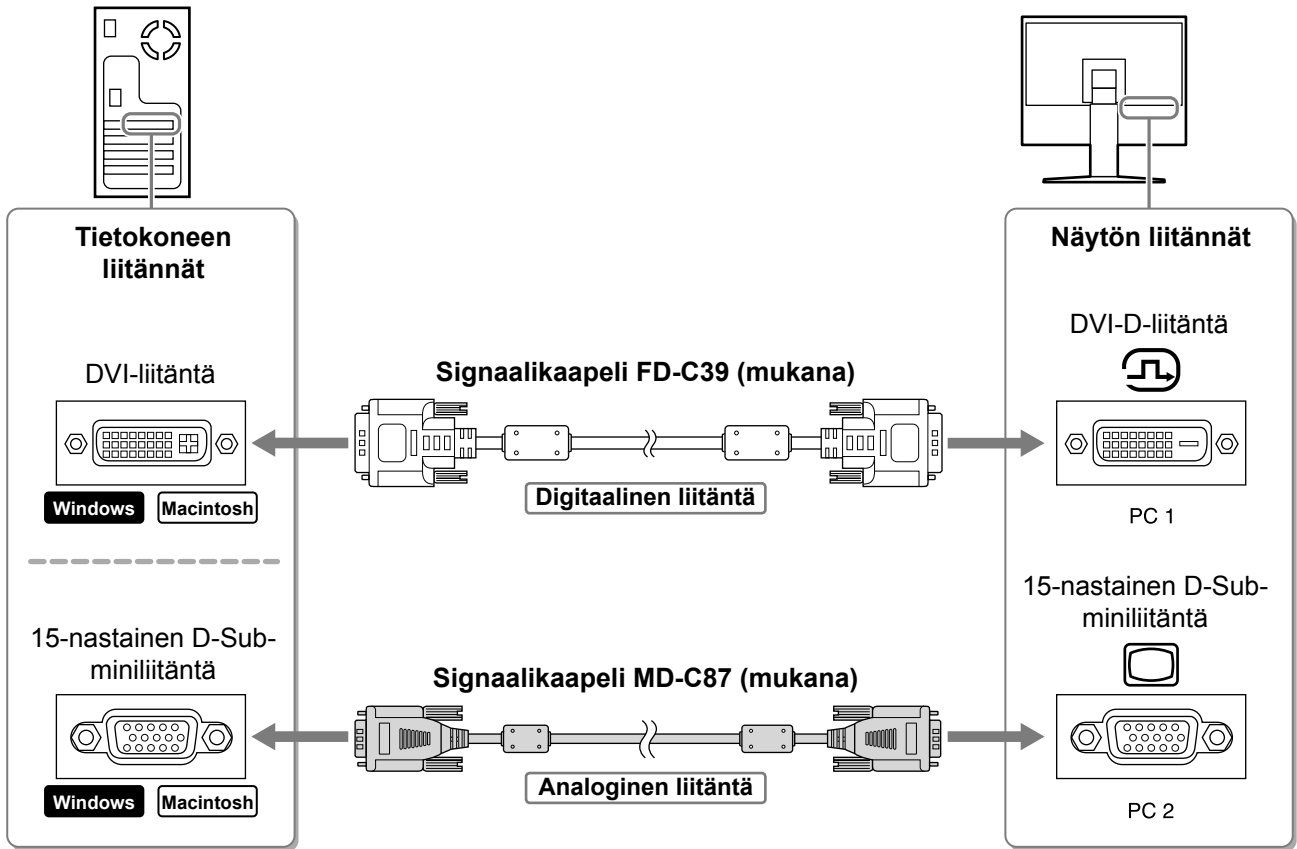 Tietokoneen
liitännät
DVI-liitäntä
Windows Macintosh
15-nastainen D-Sub-
miniliitäntä
Windows Macintosh
Signaalikaapeli FD-C39 (mukana)
Digitaalinen liitäntä
Signaalikaapeli MD-C87 (mukana)
Analoginen liitäntä
Näytön liitännät
DVI-D-liitäntä
PC 1
15-nastainen D-Sub-
miniliitäntä
PC 2